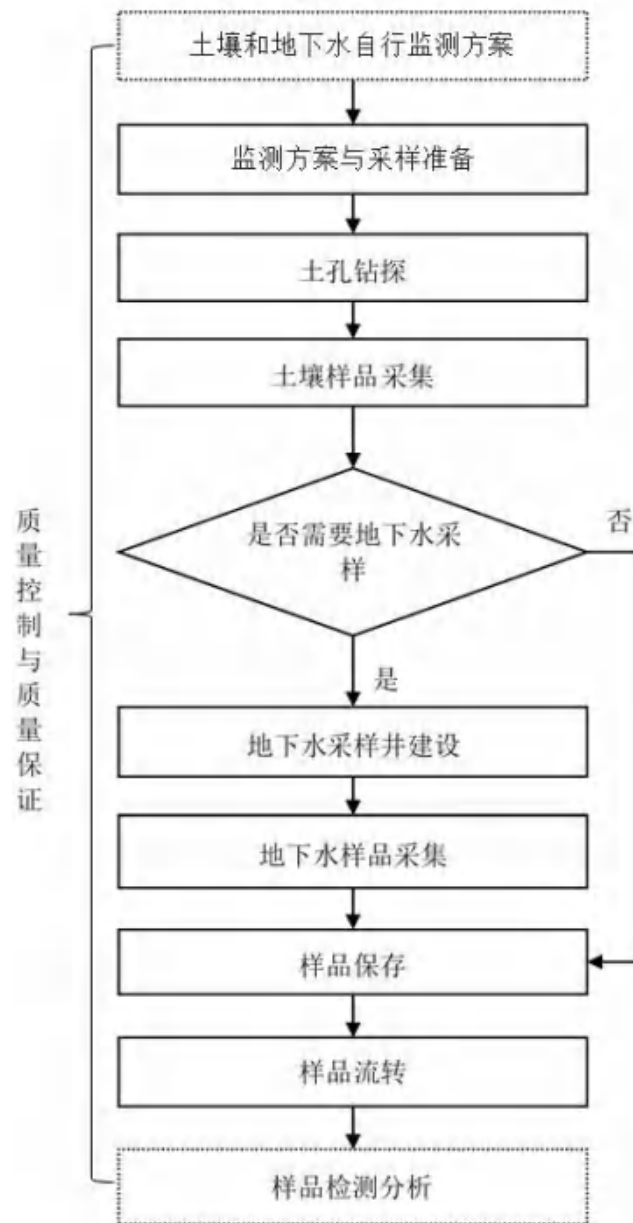 土壤和地下水自行监测方案
监测方案与采样准备
土孔钻探
土壤样品采集
是否需要地下水采
样
否
是
质量控制与质量保证
地下水采样井建设
地下水样品采集
样品保存
样品流转
样品检测分析